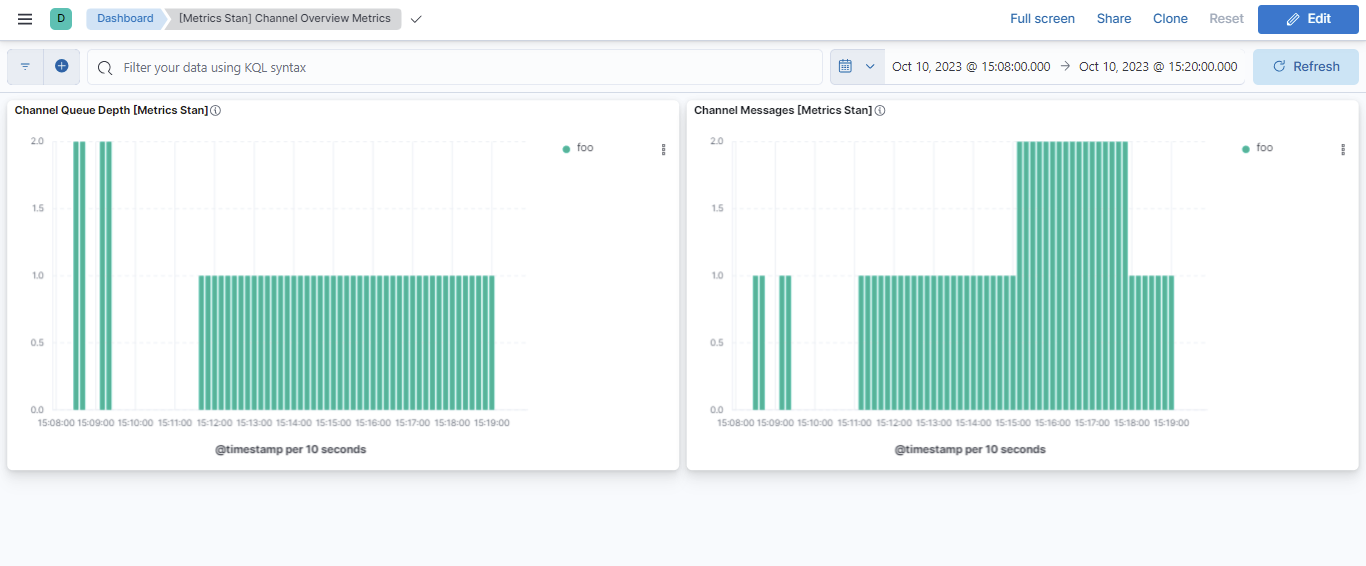 D Dashboard [Metrics Stan] Channel Overview Metrics Full screen Share Clone Reset Edit
Filter your data using KQL syntax Oct 10, 2023 @ 15:08:00.000 → Oct 10, 2023 @ 15:20:00.000 Refresh
Channel Queue Depth [Metrics Stan]
2.0
1.5
1.0
0.5
0.0
15:08:00 15:09:00 15:10:00 15:11:00 15:12:00 15:13:00 15:14:00 15:15:00 15:16:00 15:17:00 15:18:00 15:19:00
@timestamp per 10 seconds
foo
Channel Messages [Metrics Stan]
2.0
1.5
1.0
0.5
0.0
15:08:00 15:09:00 15:10:00 15:11:00 15:12:00 15:13:00 15:14:00 15:15:00 15:16:00 15:17:00 15:18:00 15:19:00
@timestamp per 10 seconds
foo